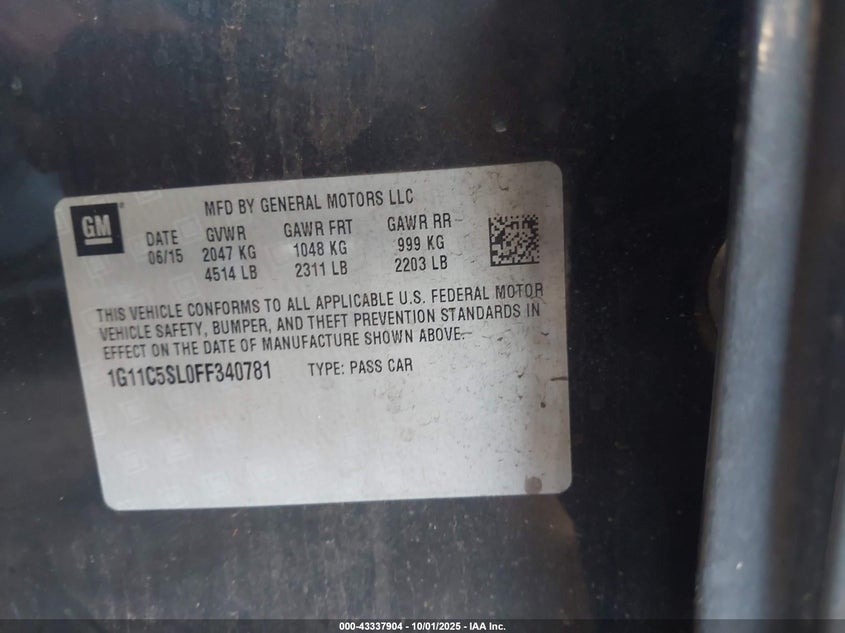 GM
MFD BY GENERAL MOTORS LLC
DATE GVWR GAWR FRT GAWR RR
06/15 2047 KG 1048 KG 999 KG
4514 LB 2311 LB 2203 LB
THIS VEHICLE CONFORMS TO ALL APPLICABLE U.S. FEDERAL MOTOR
VEHICLE SAFETY, BUMPER, AND THEFT PREVENTION STANDARDS IN
EFFECT ON THE DATE OF MANUFACTURE SHOWN ABOVE.
1G11C5SL0FF340781 TYPE: PASS CAR
000-43337904 - 10/01/2025 - IAA Inc.